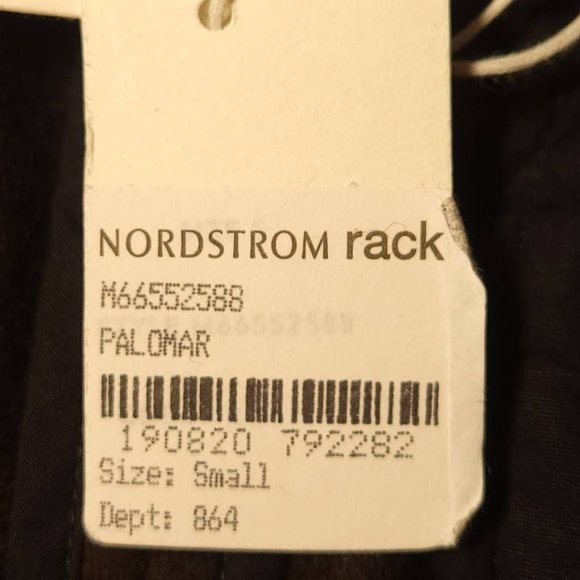 NORDSTROM rack
M66552588
PALOMAR
190820 792282
Size: Small
Dept: 864